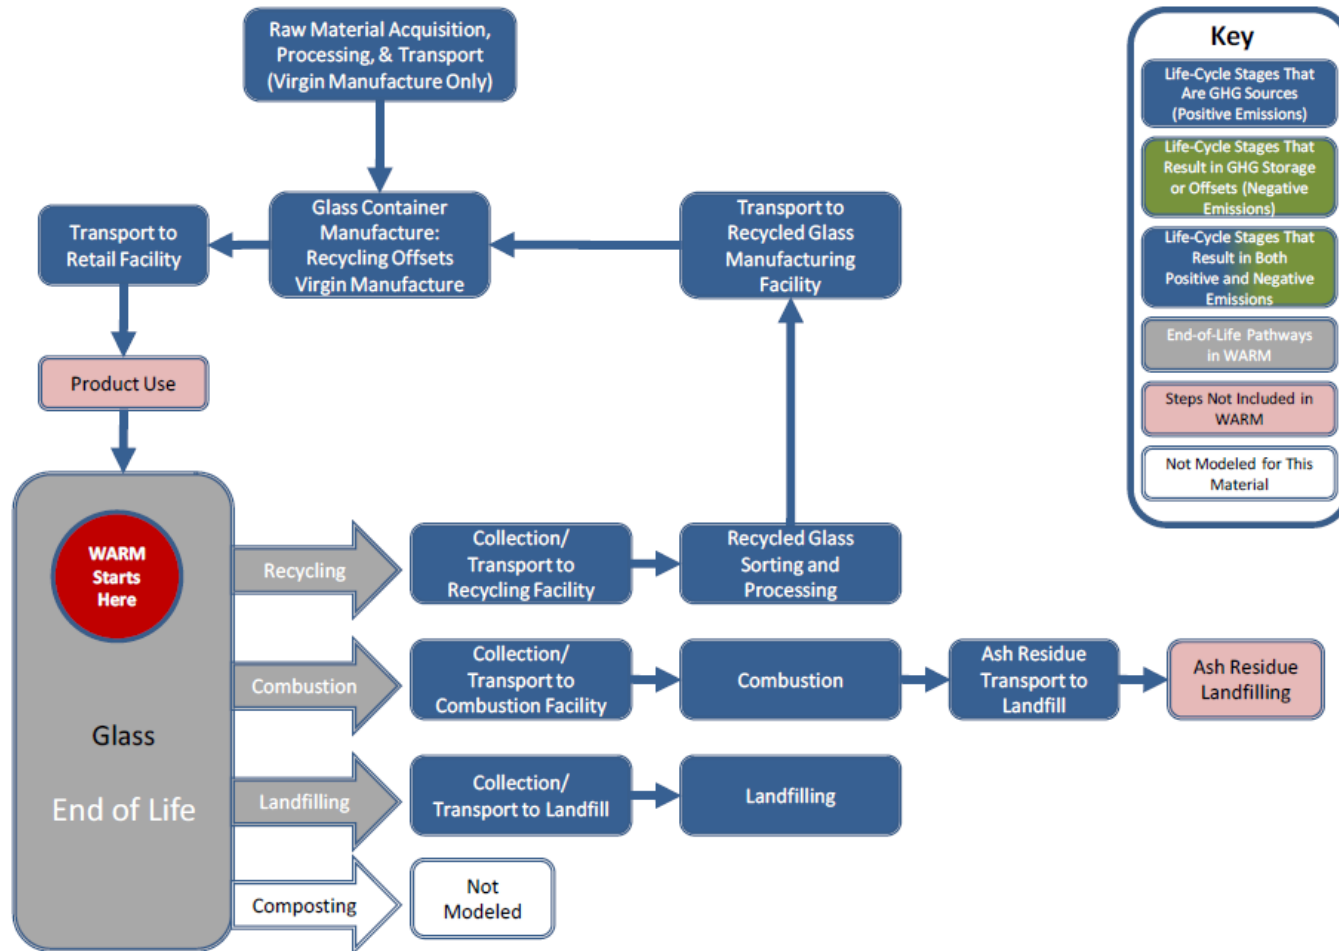 Raw Material Acquisition,
Processing, & Transport
(Virgin Manufacture Only)
Transport to
Retail Facility
Glass Container
Manufacture:
Recycling Offsets
Virgin Manufacture
Transport to
Recycled Glass
Manufacturing
Facility
Product Use
WARM
Starts
Here
Glass
End of Life
Recycling
Collection/
Transport to
Recycling Facility
Recycled Glass
Sorting and
Processing
Combustion
Collection/
Transport to
Combustion Facility
Combustion
Ash Residue
Transport to
Landfill
Ash Residue
Landfilling
Landfilling
Collection/
Transport to Landfill
Landfilling
Composting
Not
Modeled
Key
Life-Cycle Stages That
Are GHG Sources
(Positive Emissions)
Life-Cycle Stages That
Result in GHG Storage
or Offsets (Negative
Emissions)
Life-Cycle Stages That
Result in Both
Positive and Negative
Emissions
End-of-Life Pathways
in WARM
Steps Not Included in
WARM
Not Modeled for This
Material